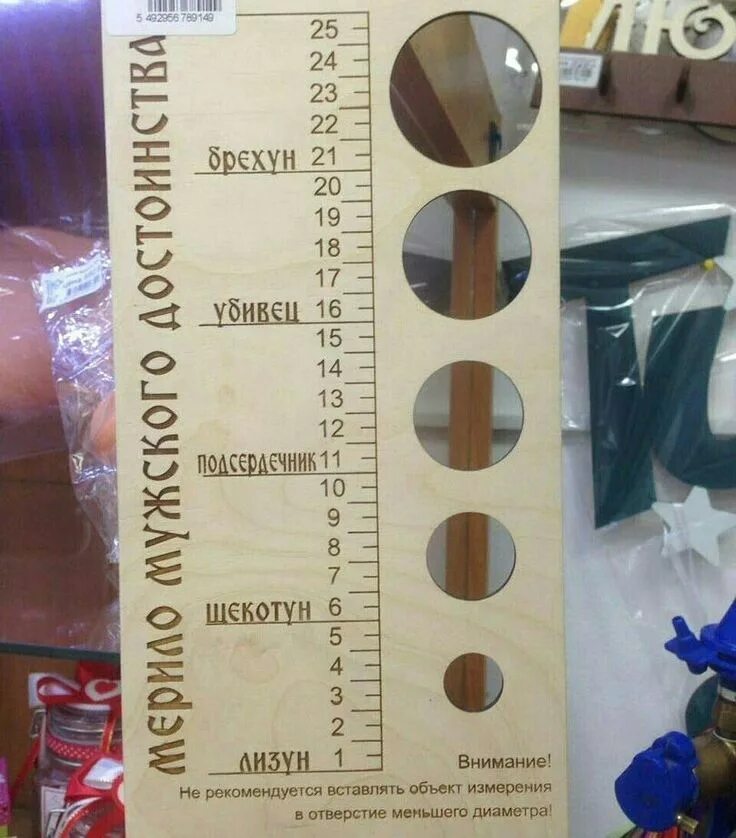 5 492956 789149
МЕРИЛО МУЖСКОГО ДОСТОИНСТВА
25
24
23
22
брехун 21
20
19
18
17
убивец 16
15
14
13
12
подсердечник 11
10
9
8
7
щекотун 6
5
4
3
2
лизун 1
Внимание!
Не рекомендуется вставлять объект измерения
в отверстие меньшего диаметра!
ЛЮ